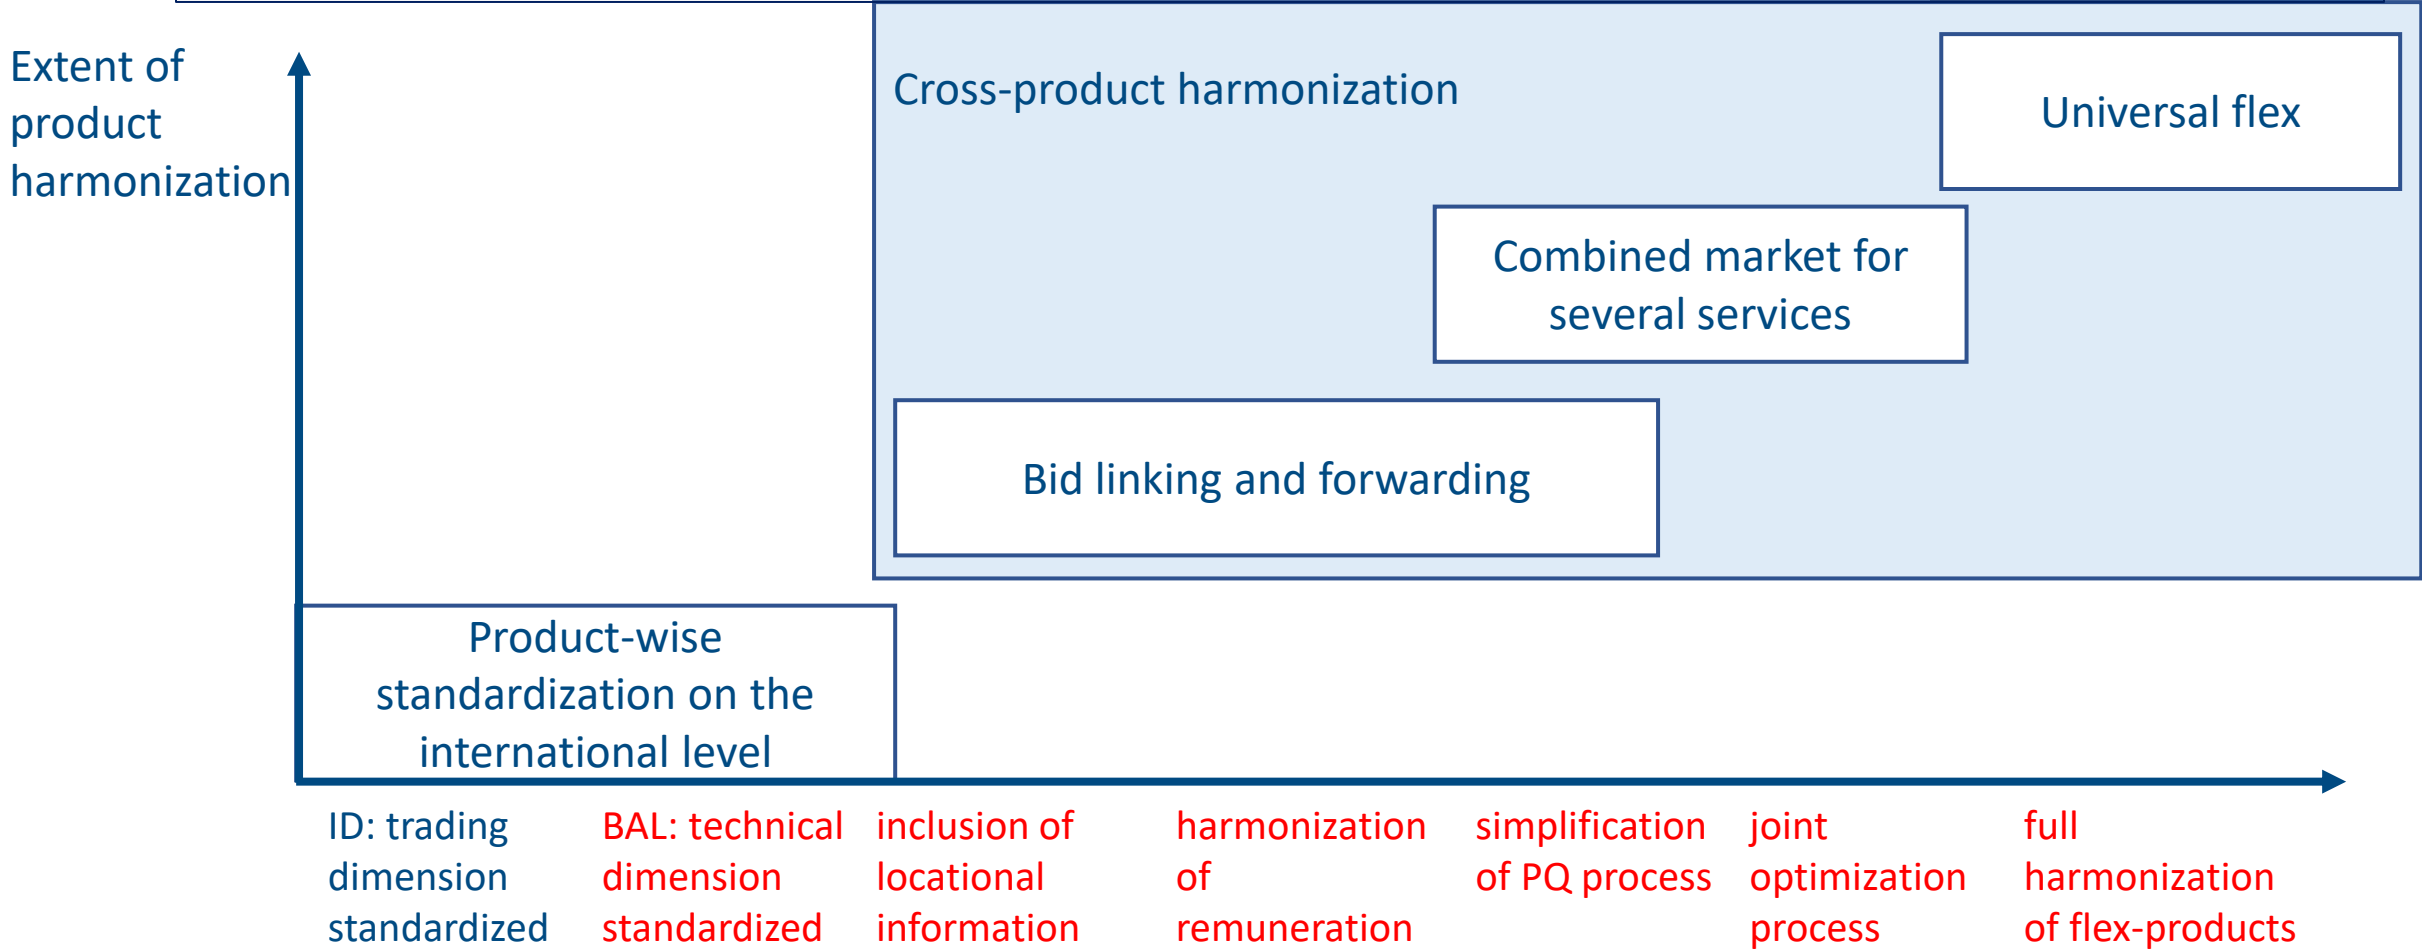 Extent of
product
harmonization
Cross-product harmonization
Universal flex
Combined market for
several services
Bid linking and forwarding
Product-wise
standardization on the
international level
ID: trading
dimension
standardized
BAL: technical
dimension
standardized
inclusion of
locational
information
harmonization
of
remuneration
simplification
of PQ process
joint
optimization
process
full
harmonization
of flex-products